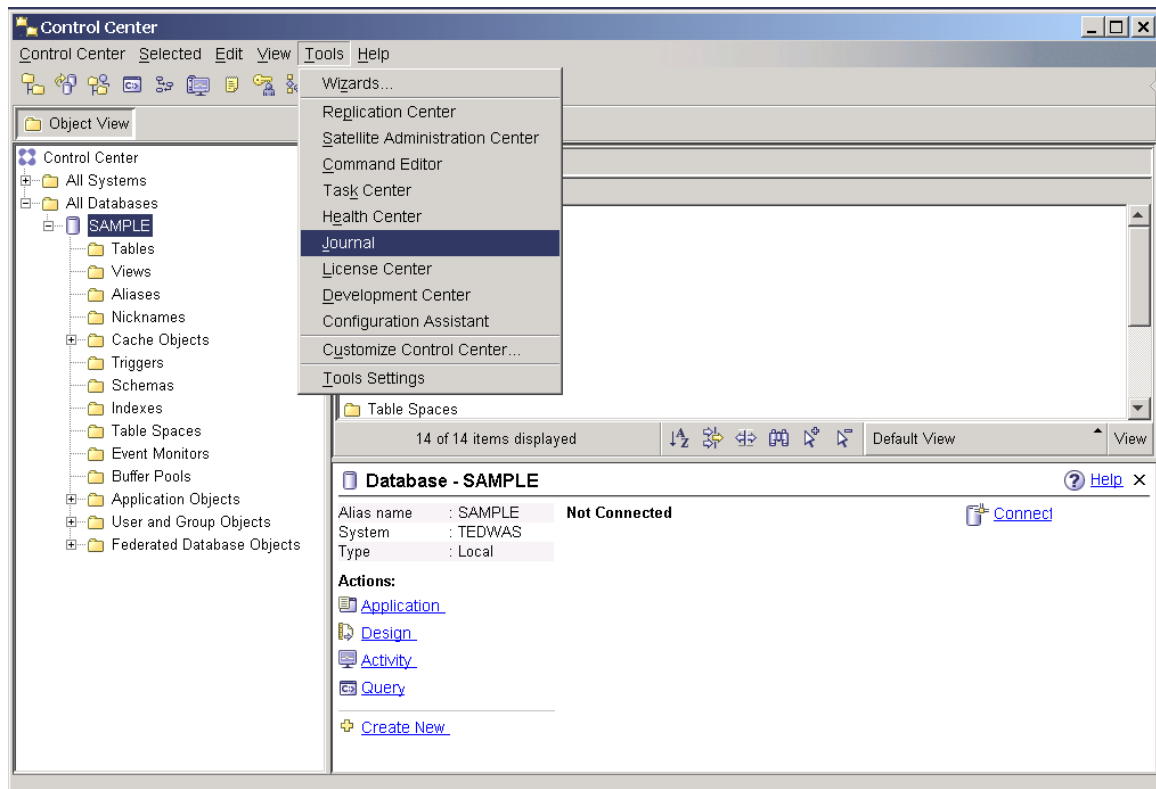 Control Center
Control Center Selected Edit View Tools Help
Wizards...
Replication Center
Satellite Administration Center
Command Editor
Task Center
Health Center
Journal
License Center
Development Center
Configuration Assistant
Customize Control Center...
Tools Settings
Object View
Control Center
All Systems
All Databases
SAMPLE
Tables
Views
Aliases
Nicknames
Cache Objects
Triggers
Schemas
Indexes
Table Spaces
Event Monitors
Buffer Pools
Application Objects
User and Group Objects
Federated Database Objects
Table Spaces
14 of 14 items displayed Default View View
Database - SAMPLE Help
Alias name : SAMPLE Not Connected Connect
System : TEDWAS
Type : Local
Actions:
Application
Design
Activity
Query
Create New